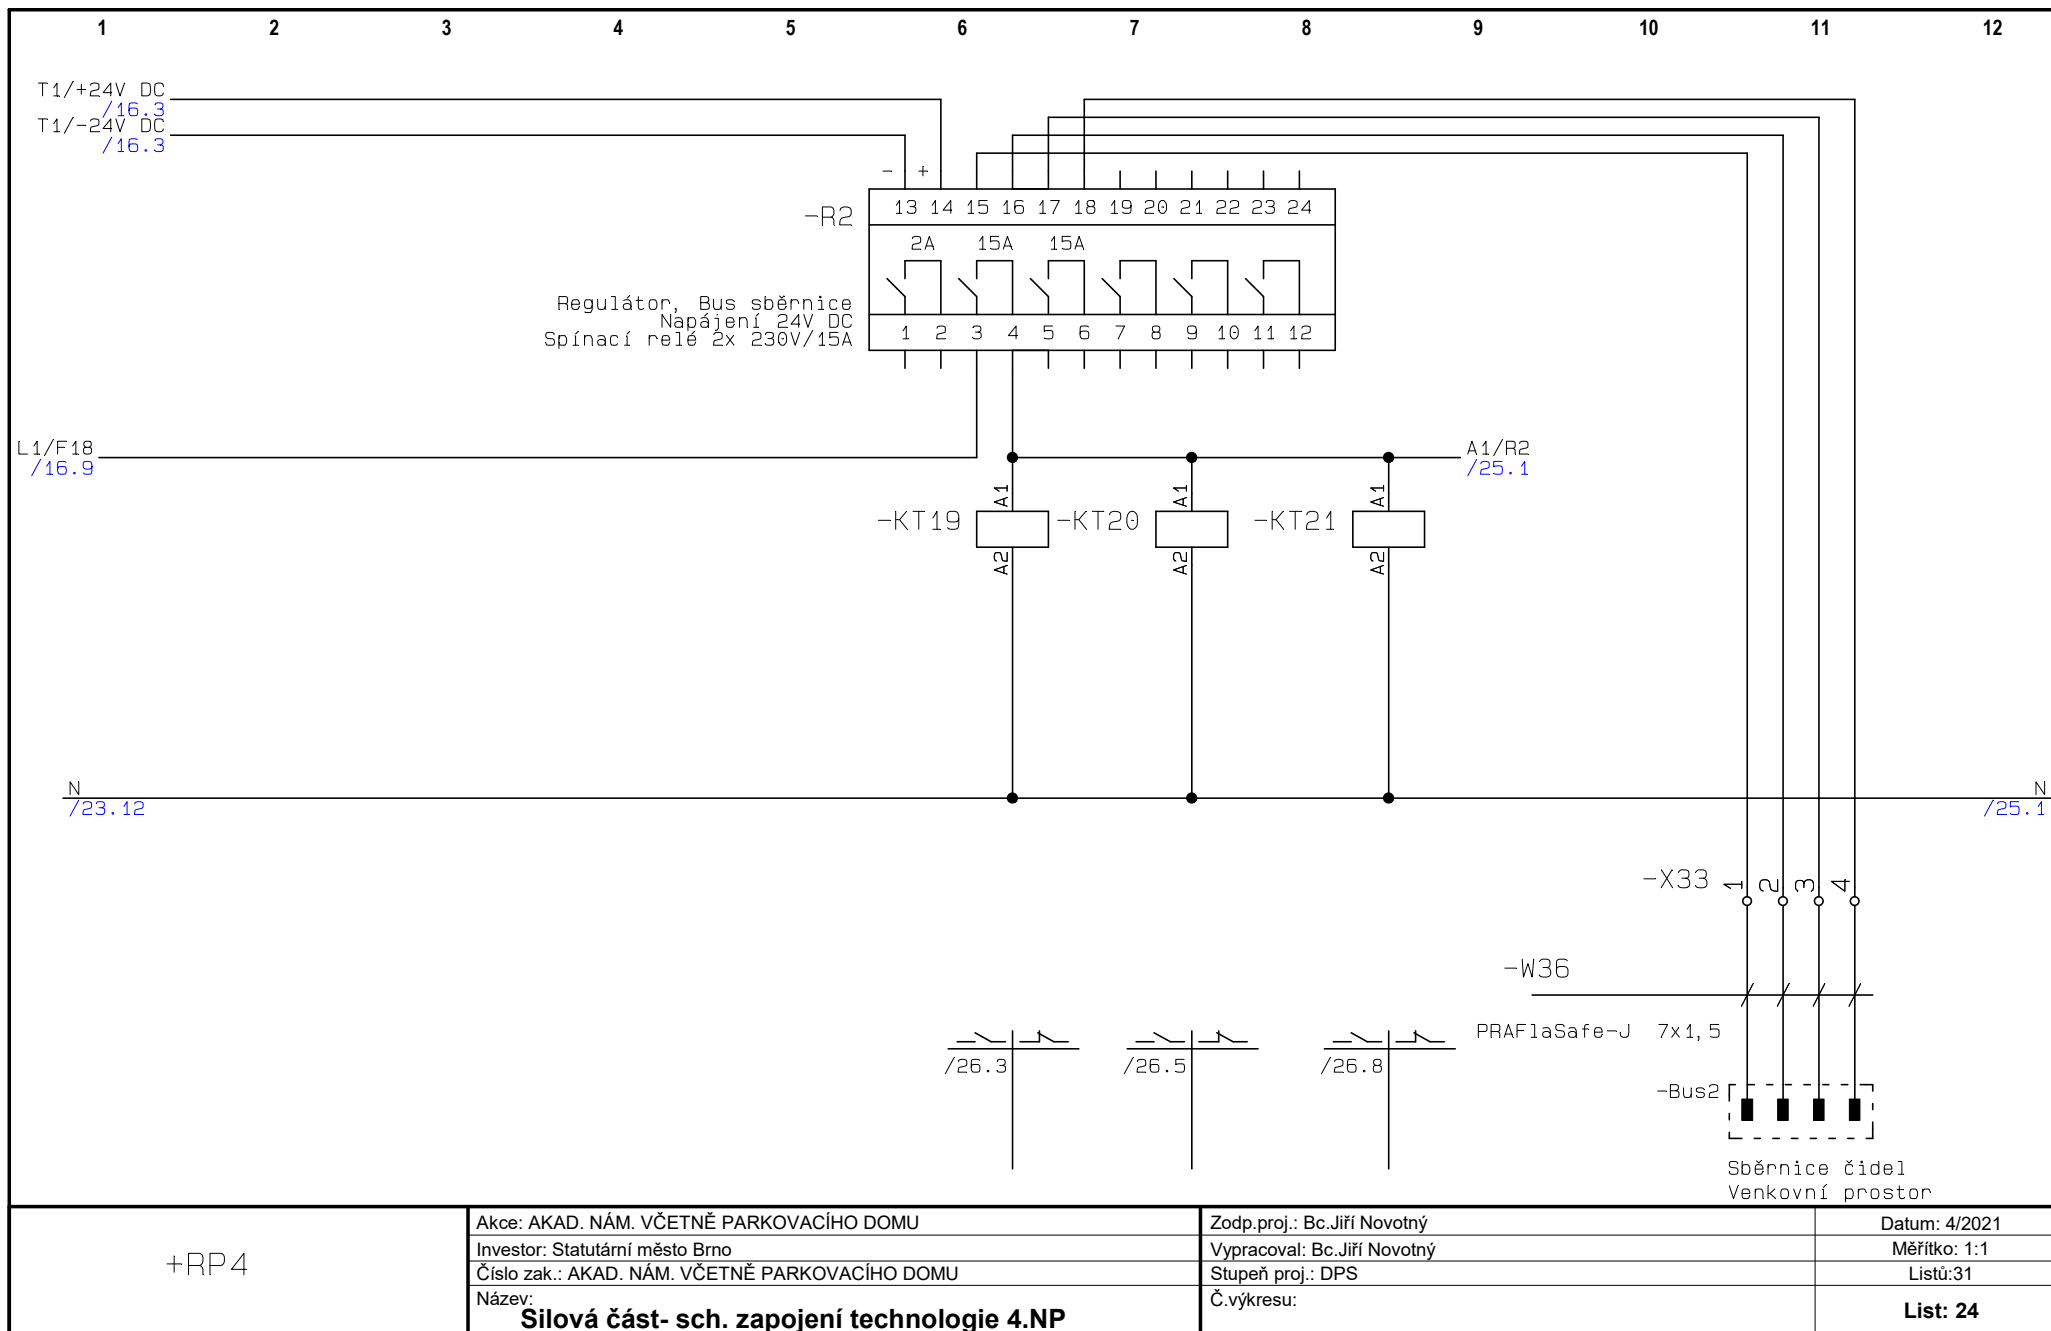 1 2 3 4 5 6 7 8 9 10 11 12
T1/+24V DC
/16.3
T1/-24V DC
/16.3
- +
-R2
13 14 15 16 17 18 19 20 21 22 23 24
2A 15A 15A
Regulátor, Bus sběrnice
Napájení 24V DC
Spínací relé 2x 230V/15A
1 2 3 4 5 6 7 8 9 10 11 12
L1/F18
/16.9
A1/R2
/25.1
A1 A1 A1
-KT19 -KT20 -KT21
A2 A2 A2
N
/23.12
N
/25.1
-X33 1 2 3 4
-W36
PRAFlaSafe-J 7x1,5
/26.3 /26.5 /26.8
-Bus2
Sběrnice čidel
Venkovní prostor
+RP4
Akce: AKAD. NÁM. VČETNĚ PARKOVACÍHO DOMU
Investor: Statutární město Brno
Číslo zak.: AKAD. NÁM. VČETNĚ PARKOVACÍHO DOMU
Název:
Silová část- sch. zapojení technologie 4.NP
Zodp.proj.: Bc.Jiří Novotný
Vypracoval: Bc.Jiří Novotný
Stupeň proj.: DPS
Č.výkresu:
Datum: 4/2021
Měřítko: 1:1
Listů:31
List: 24